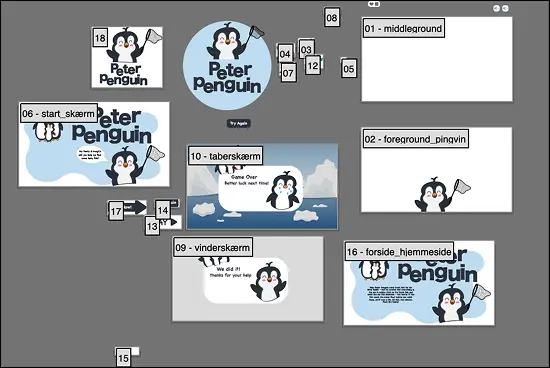 08
18
Peter
Penguin
Peter
Penguin
04
03
07
12
05
01 - middleground
06 - start_skærm
Peter
Penguin
Try Again
02 - foreground_pingvin
10 - taberskærm
Game Over
Better luck next time!
17
14
13
09 - vinderskærm
We did it!
Thanks for your help
16 - forside_hjemmeside
Peter
Penguin
15